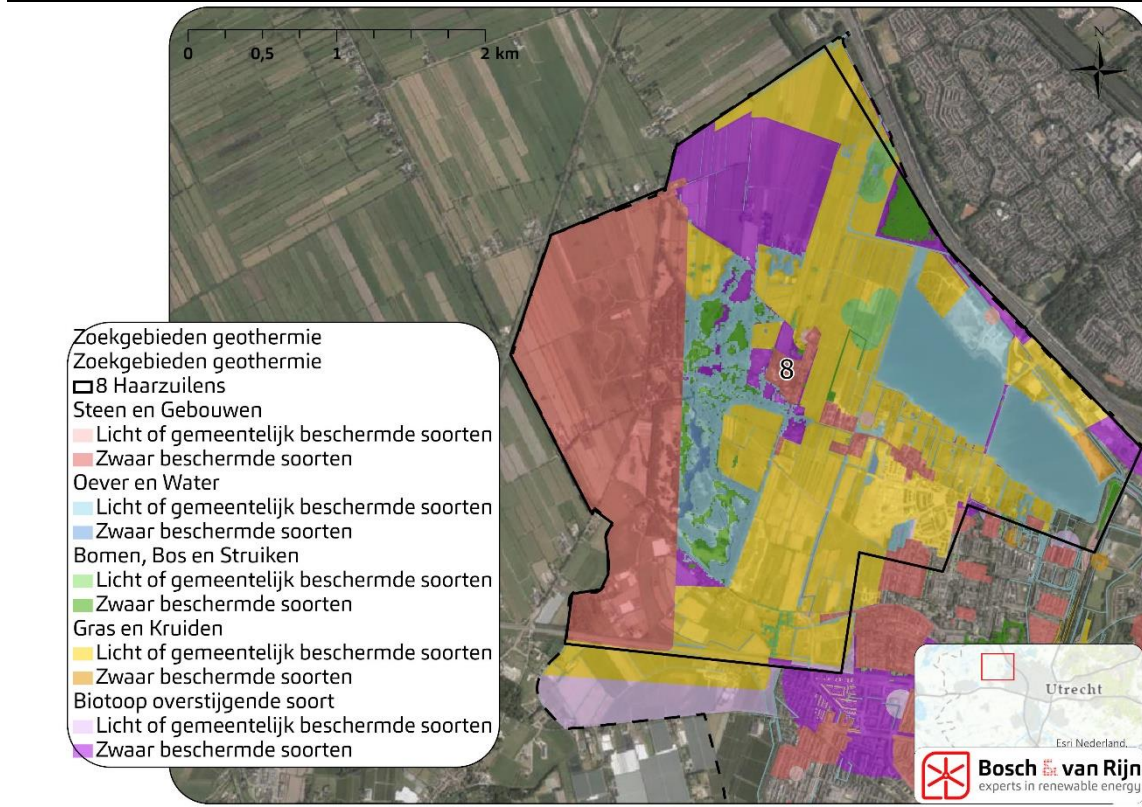 0 0,5 1 2 km
N
Zoekgebieden geothermie
Zoekgebieden geothermie
8 Haarzuilens
Steen en Gebouwen
Licht of gemeentelijk beschermde soorten
Zwaar beschermde soorten
Oever en Water
Licht of gemeentelijk beschermde soorten
Zwaar beschermde soorten
Bomen, Bos en Struiken
Licht of gemeentelijk beschermde soorten
Zwaar beschermde soorten
Gras en Kruiden
Licht of gemeentelijk beschermde soorten
Zwaar beschermde soorten
Biotoop overstijgende soort
Licht of gemeentelijk beschermde soorten
Zwaar beschermde soorten
8
Utrecht
Esri Nederland,
Bosch & van Rijn
experts in renewable energy